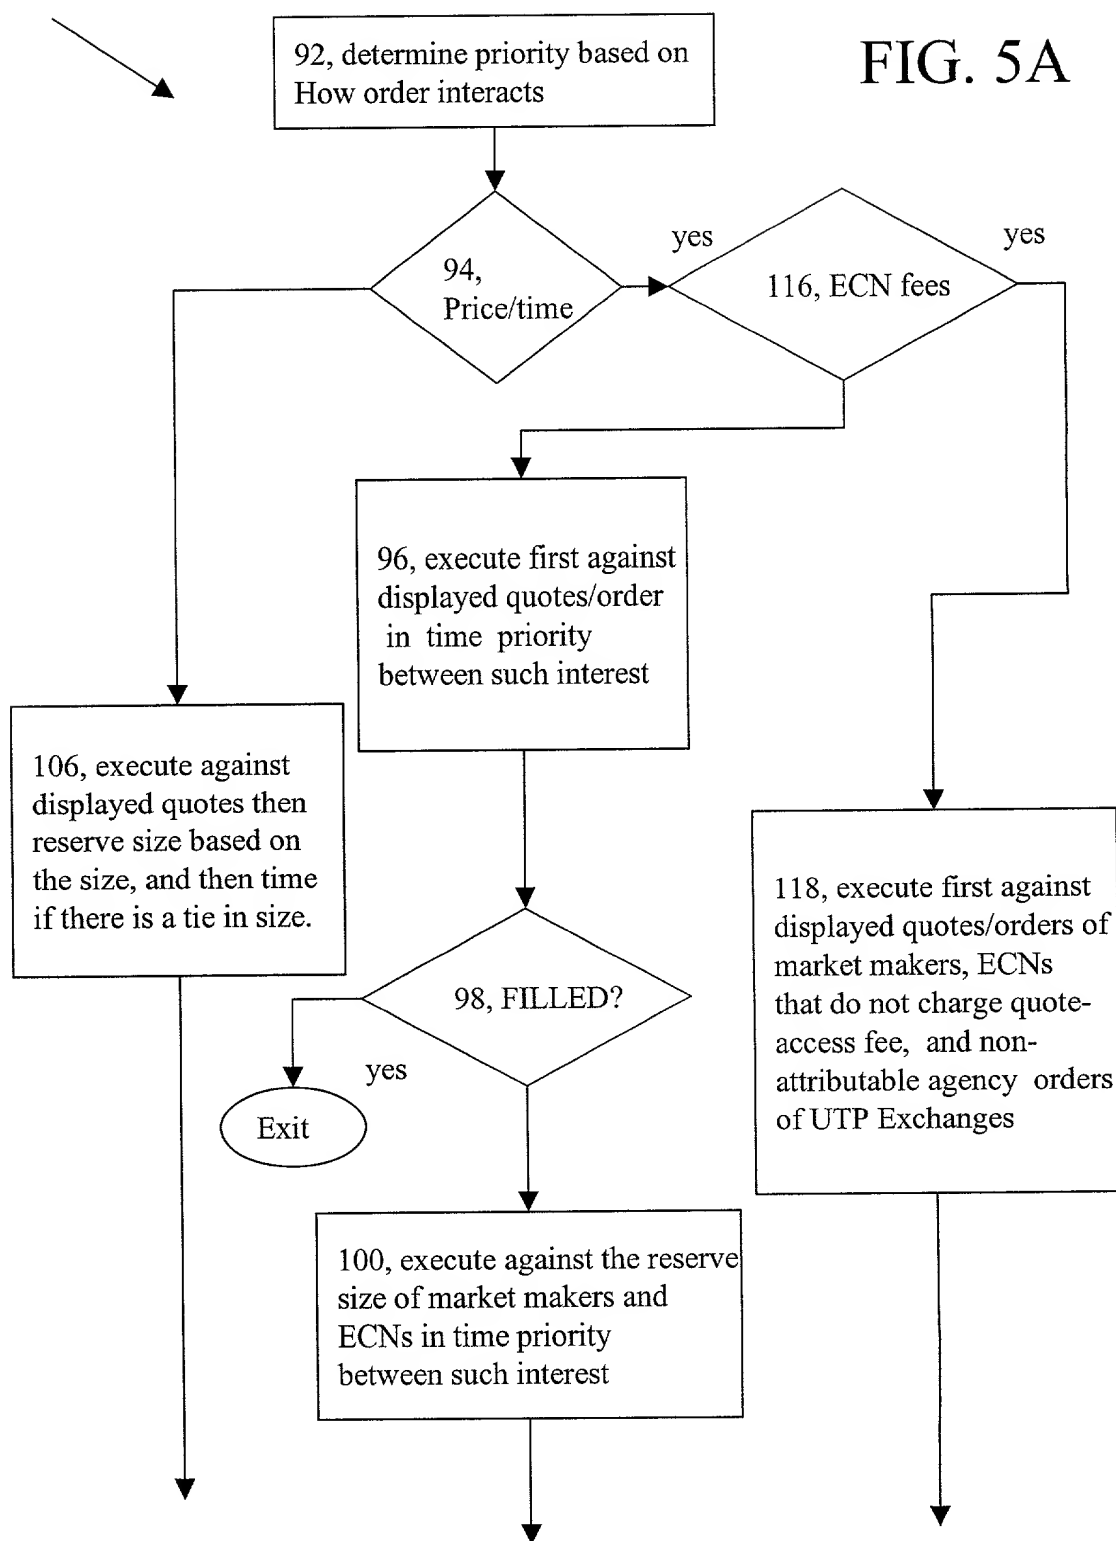 FIG. 5A
92, determine priority based on
How order interacts
94,
Price/time
yes
116, ECN fees
yes
96, execute first against
displayed quotes/order
in time priority
between such interest
106, execute against
displayed quotes then
reserve size based on
the size, and then time
if there is a tie in size.
118, execute first against
displayed quotes/orders of
market makers, ECNs
that do not charge quote-
access fee, and non-
attributable agency orders
of UTP Exchanges
98, FILLED?
yes
Exit
100, execute against the reserve
size of market makers and
ECNs in time priority
between such interest